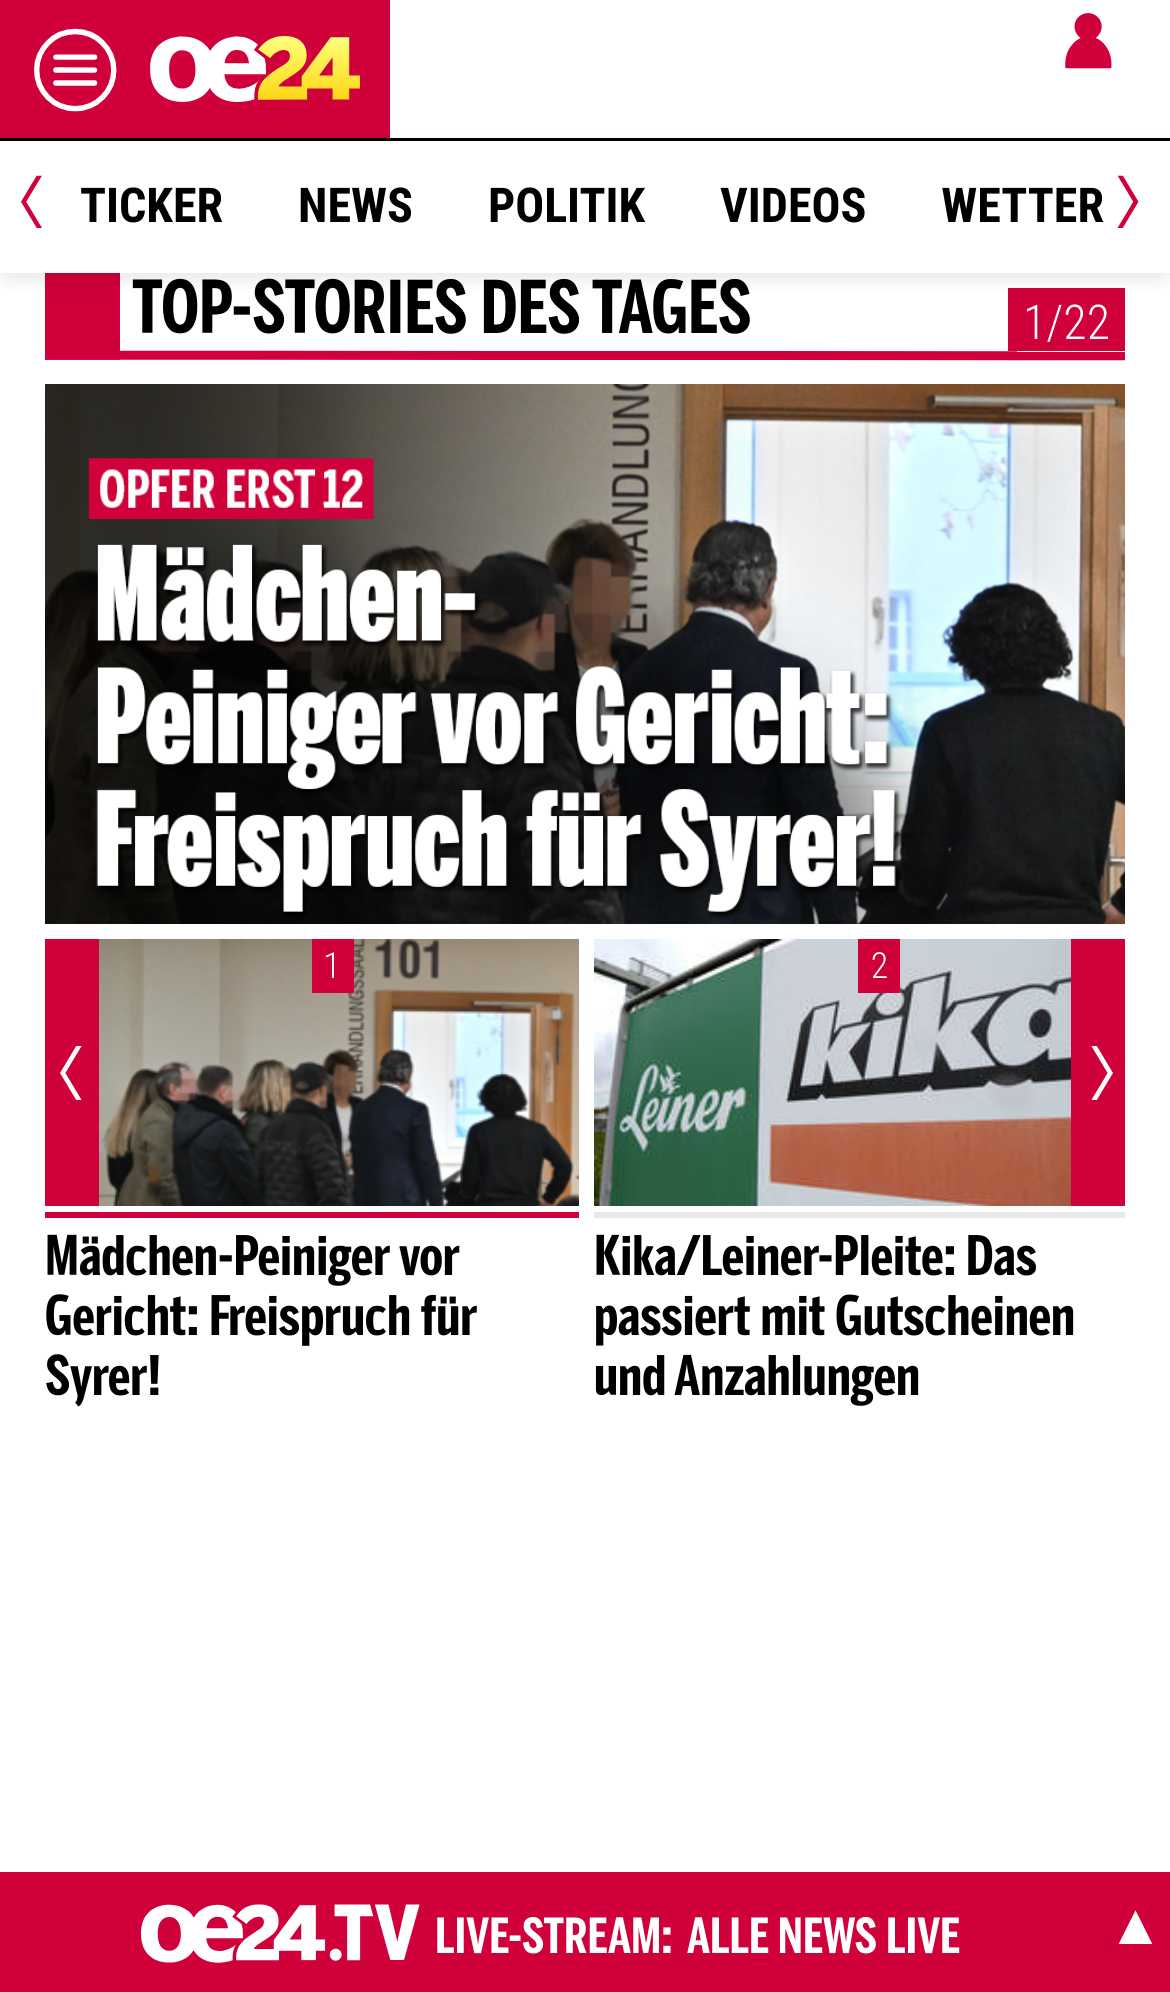 oe24
TICKER NEWS POLITIK VIDEOS WETTER
TOP-STORIES DES TAGES
1/22
OPFER ERST 12
Mädchen-
Peiniger vor Gericht:
Freispruch für Syrer!
1
101
2
Leiner
kika
Mädchen-Peiniger vor
Gericht: Freispruch für
Syrer!
Kika/Leiner-Pleite: Das
passiert mit Gutscheinen
und Anzahlungen
oe24.TV LIVE-STREAM: ALLE NEWS LIVE